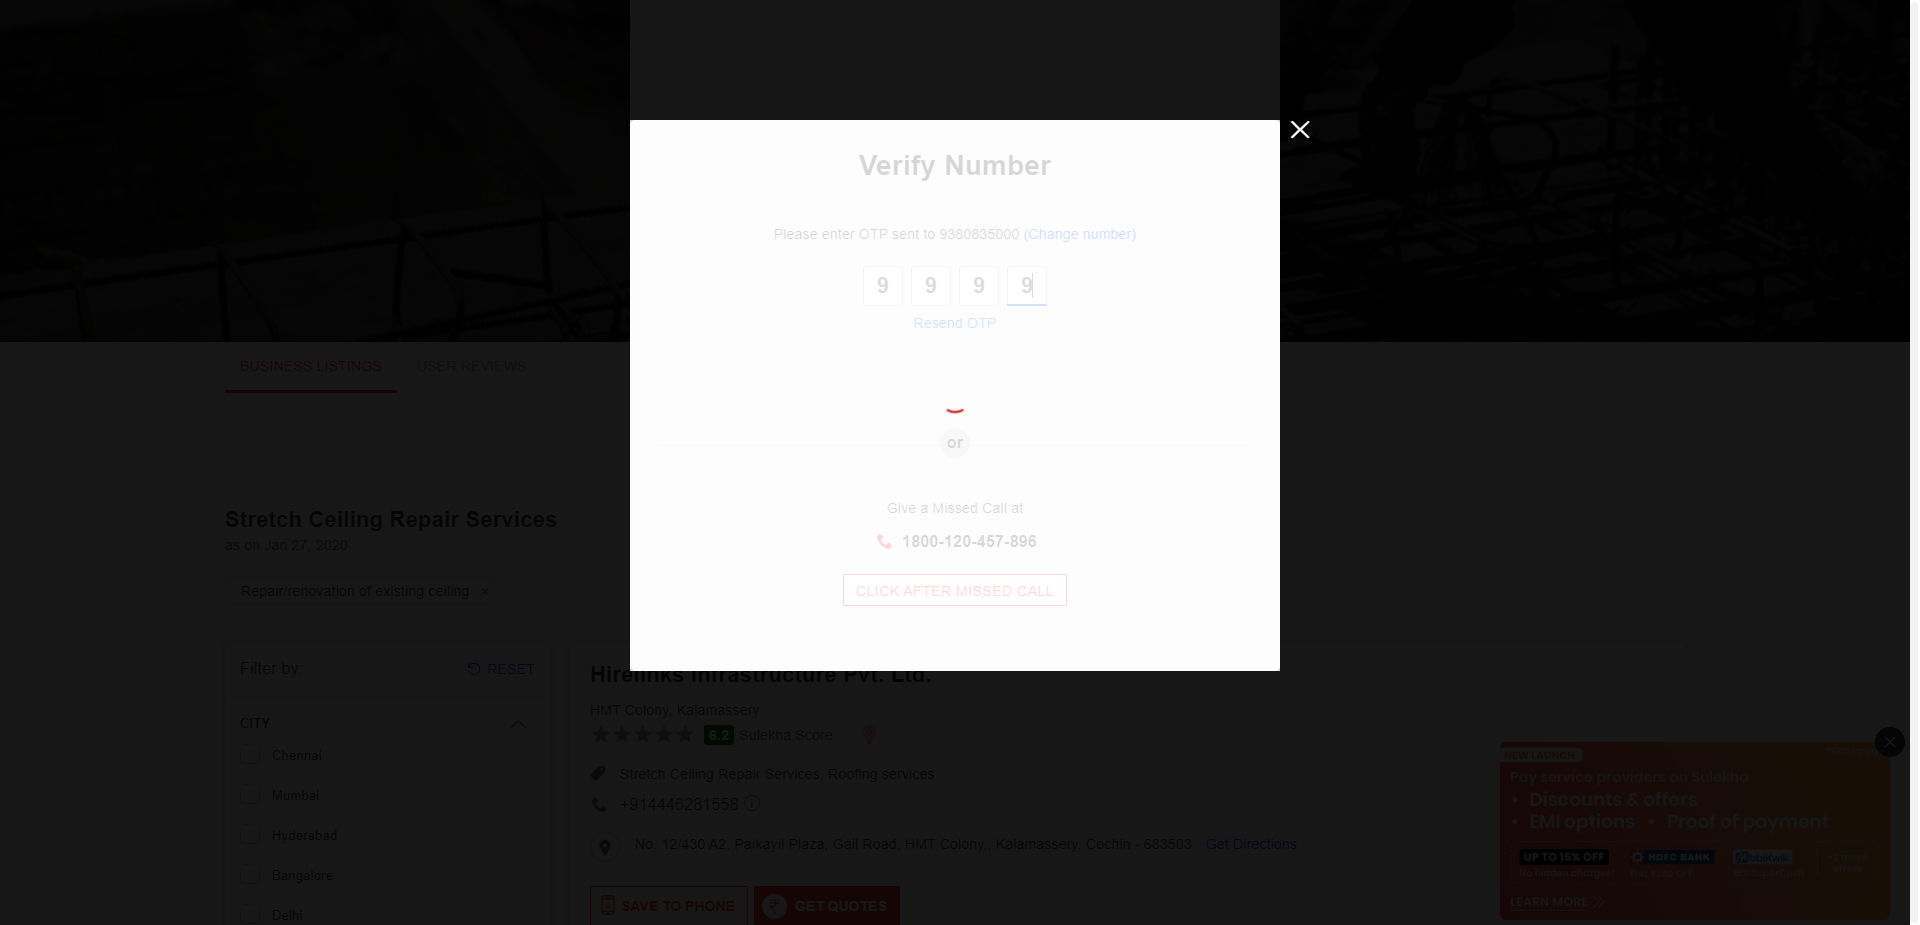 Verify Number
Please enter OTP sent to 9380835000 (Change number)
9 9 9 9
Resend OTP
or
Give a Missed Call at
1800-120-457-896
CLICK AFTER MISSED CALL
BUSINESS LISTINGS USER REVIEWS
Stretch Ceiling Repair Services
as on Jan 27, 2020
Repair/renovation of existing ceiling ×
Filter by RESET
CITY
Chennai
Mumbai
Hyderabad
Bangalore
Delhi
Hirelinks Infrastructure Pvt. Ltd.
HMT Colony, Kalamassery
6.2 Sulekha Score
Stretch Ceiling Repair Services, Roofing services
+914446281558
No. 12/430 A2, Paikayil Plaza, Gail Road, HMT Colony,, Kalamassery, Cochin - 683503 Get Directions
SAVE TO PHONE GET QUOTES
NEW LAUNCH
Pay service providers on Sulekha
• Discounts & offers
• EMI options • Proof of payment
UP TO 15% OFF HDFC BANK MobiKwik
No hidden charges*
LEARN MORE